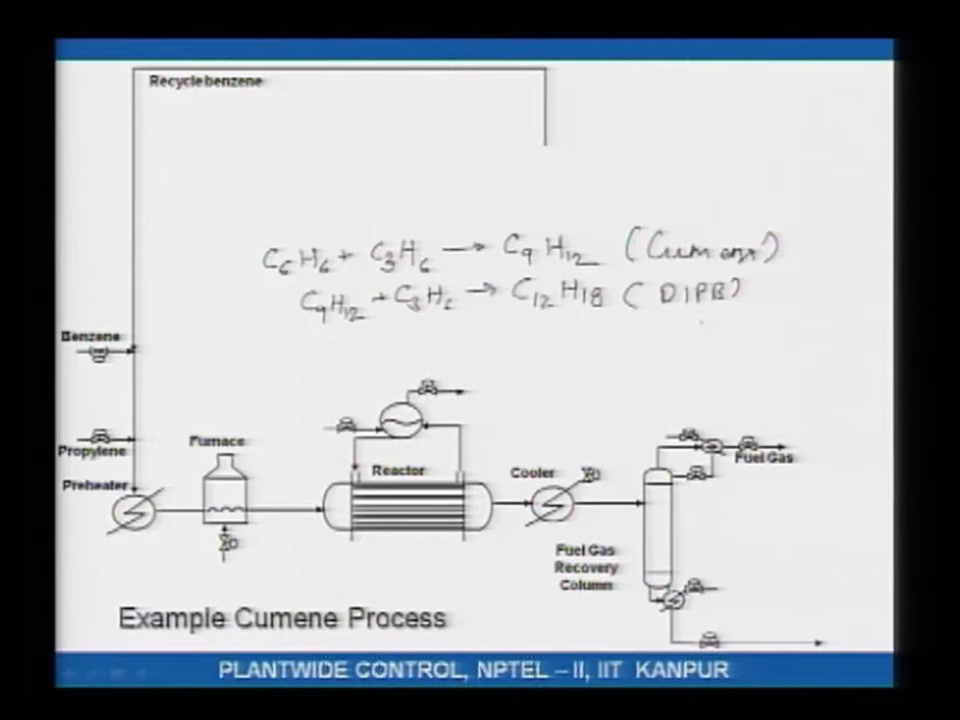 Recycle benzene
C6H6 + C3H6 → C9H12 (Cumene)
C9H12 + C3H6 → C12H18 (DIPB)
Benzene
Propylene
Furnace
Preheater
Reactor
Cooler
Fuel Gas
Fuel Gas
Recovery
Column
Example Cumene Process
PLANTWIDE CONTROL, NPTEL – II, IIT KANPUR